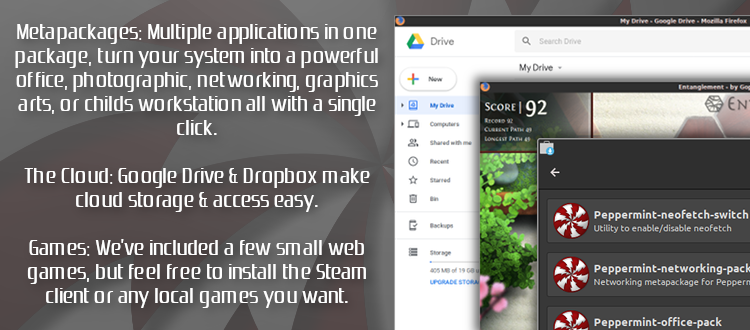 Metapackages: Multiple applications in one
package, turn your system into a powerful
office, photographic, networking, graphics
arts, or childs workstation all with a single
click.
The Cloud: Google Drive & Dropbox make
cloud storage & access easy.
Games: We've included a few small web
games, but feel free to install the Steam
client or any local games you want.
My Drive - Google Drive - Mozilla Firefox
Drive
Search Drive
New
My Drive
My Drive
Computers
Shared with me
Recent
Starred
Bin
Backups
Storage
405 MB of 19 GB u
UPGRADE STORA
Entanglement - by Gop
SCORE | 92
RECORD 92
CURRENT PATH
LONGEST PATH
ENT
Peppermint-neofetch-switch
Utility to enable/disable neofetch
Peppermint-networking-pack
Networking metapackage for Pepperm
Peppermint-office-pack